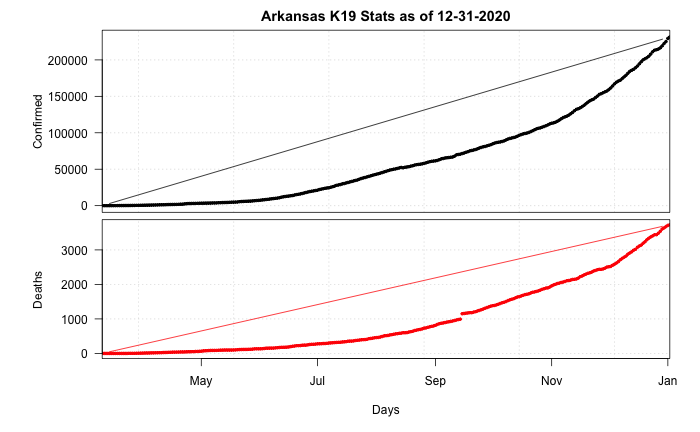 Arkansas K19 Stats as of 12-31-2020
Confirmed
200000
150000
100000
50000
0
Deaths
3000
2000
1000
0
May Jul Sep Nov Jan
Days